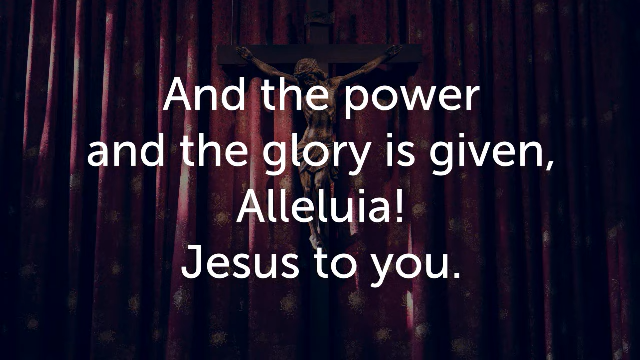 And the power
and the glory is given,
Alleluia!
Jesus to you.